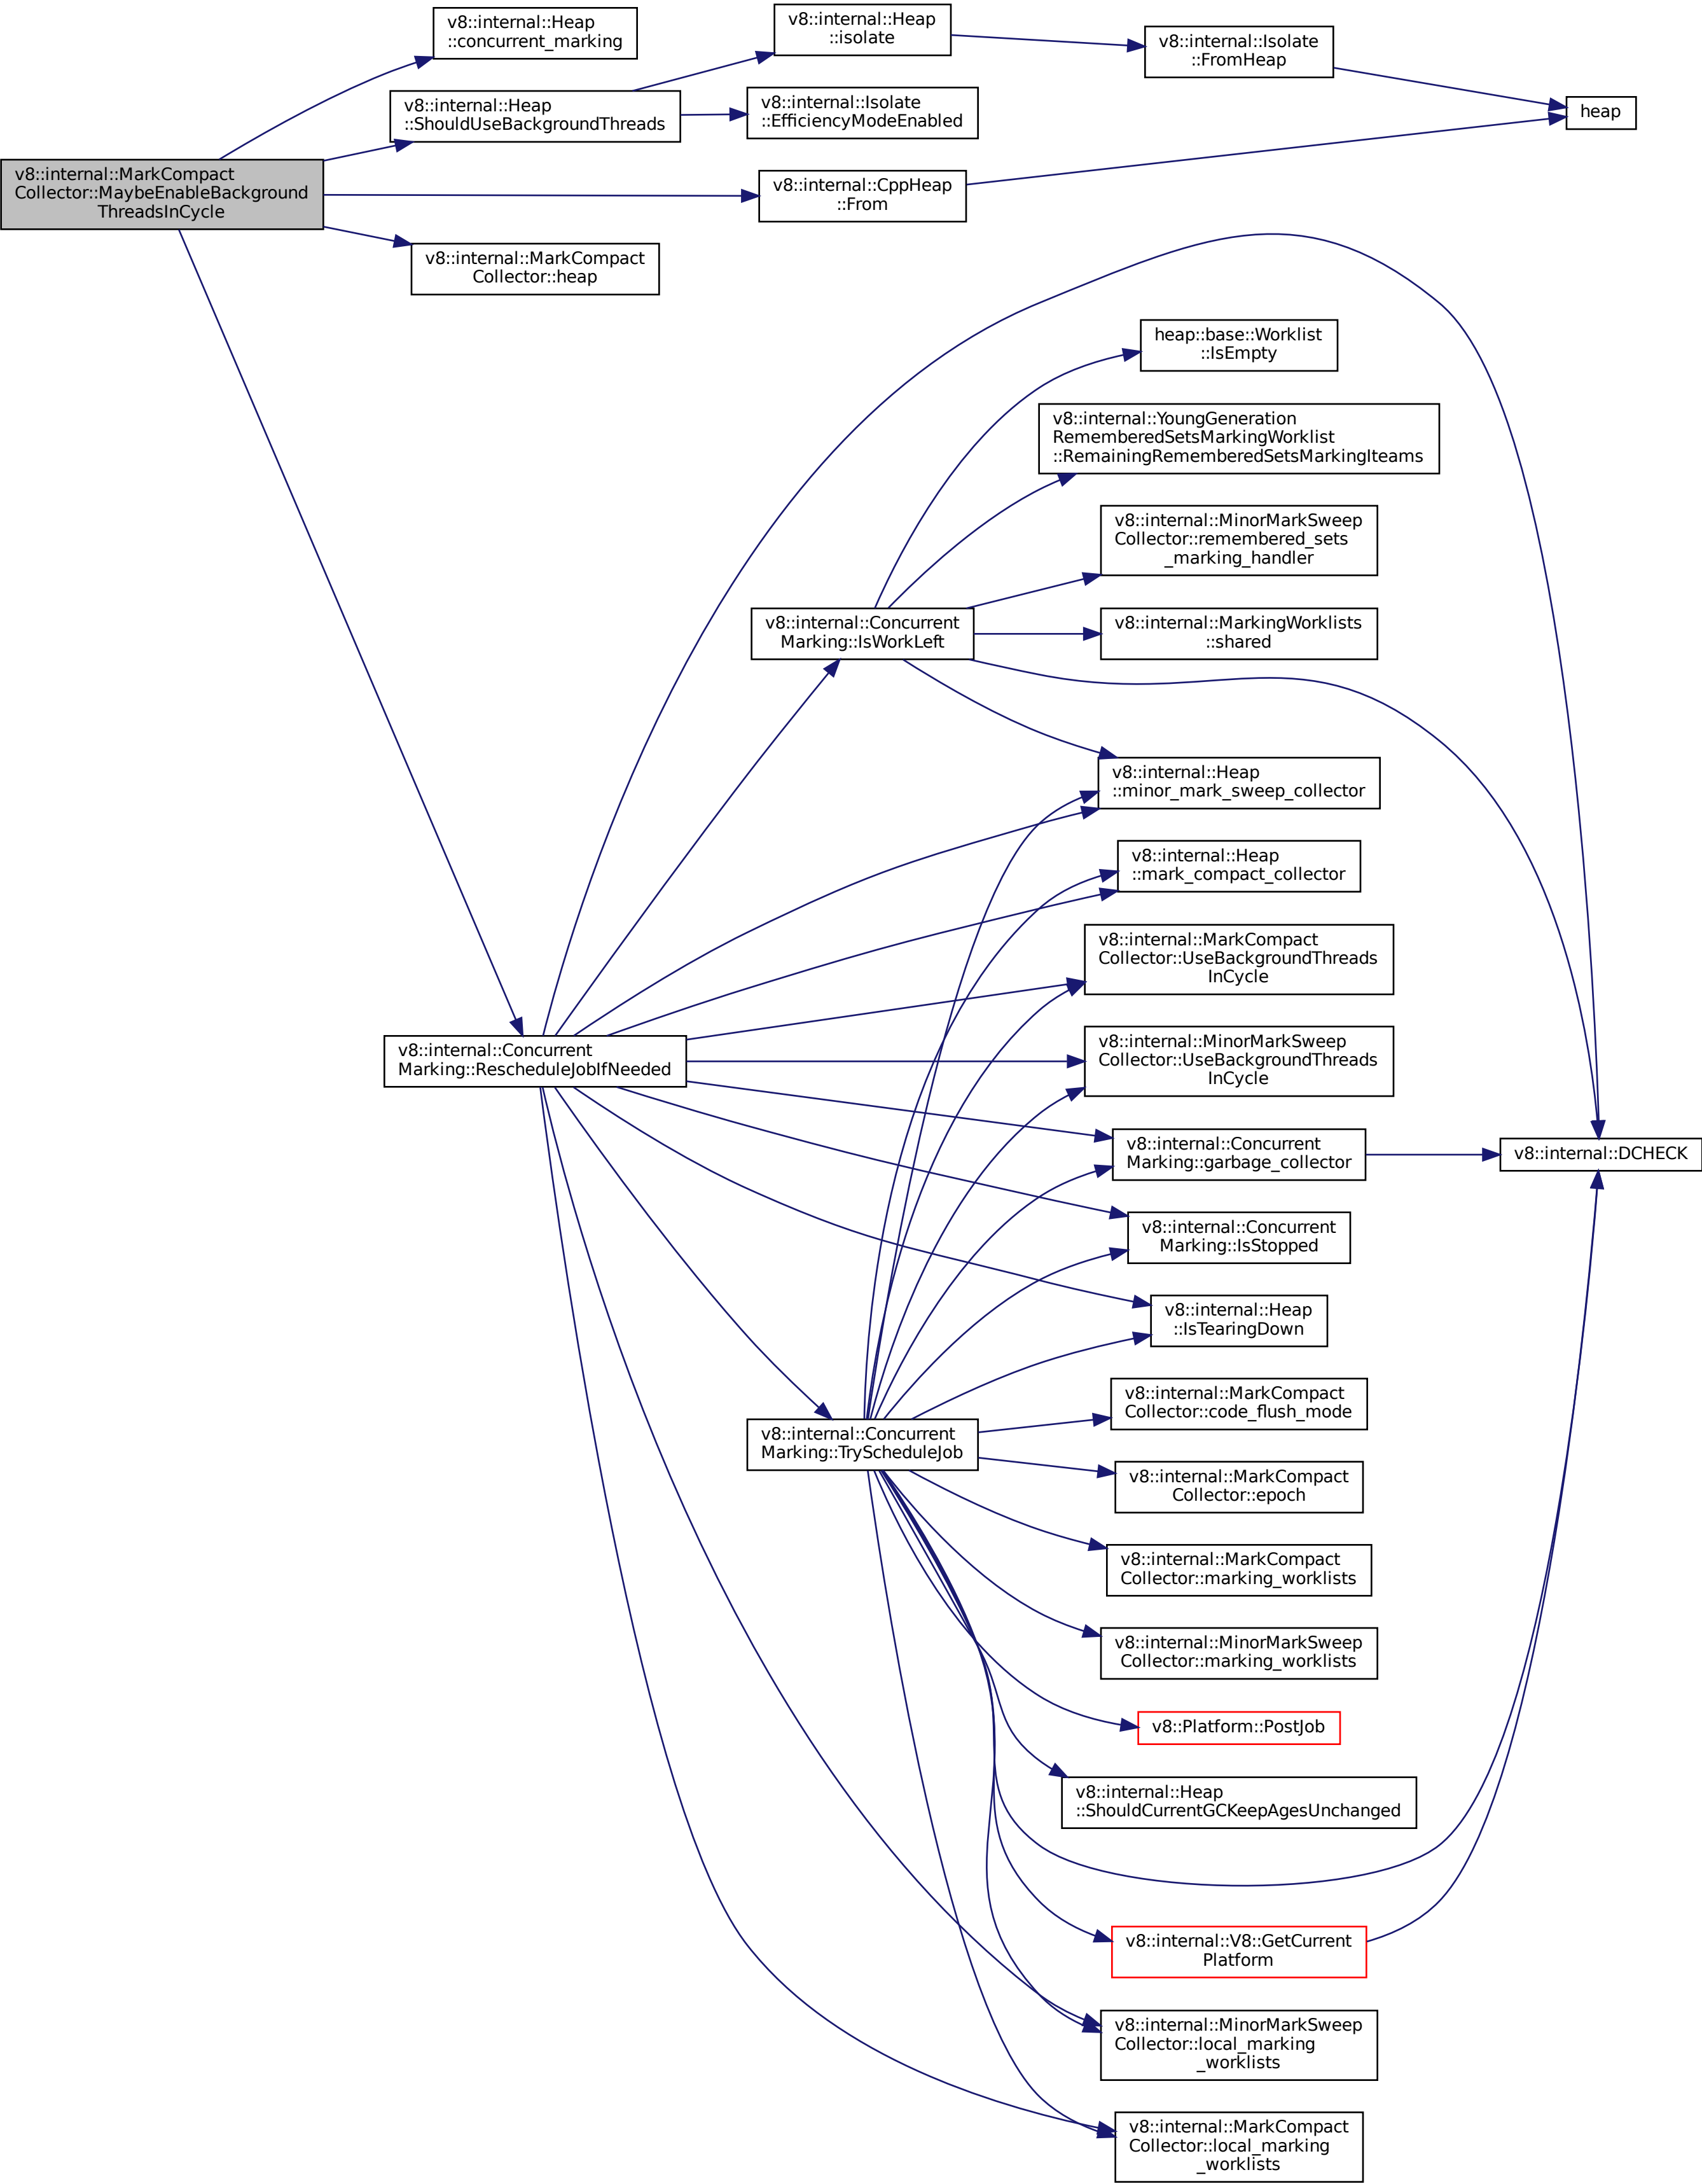 v8::internal::Heap
::concurrent_marking
v8::internal::Heap
::isolate
v8::internal::Isolate
::FromHeap
v8::internal::Heap
::ShouldUseBackgroundThreads
v8::internal::Isolate
::EfficiencyModeEnabled
heap
v8::internal::MarkCompact
Collector::MaybeEnableBackground
ThreadsInCycle
v8::internal::CppHeap
::From
v8::internal::MarkCompact
Collector::heap
heap::base::Worklist
::IsEmpty
v8::internal::YoungGeneration
RememberedSetsMarkingWorklist
::RemainingRememberedSetsMarkingIteams
v8::internal::MinorMarkSweep
Collector::remembered_sets
_marking_handler
v8::internal::Concurrent
Marking::IsWorkLeft
v8::internal::MarkingWorklists
::shared
v8::internal::Heap
::minor_mark_sweep_collector
v8::internal::Heap
::mark_compact_collector
v8::internal::MarkCompact
Collector::UseBackgroundThreads
InCycle
v8::internal::Concurrent
Marking::RescheduleJobIfNeeded
v8::internal::MinorMarkSweep
Collector::UseBackgroundThreads
InCycle
v8::internal::Concurrent
Marking::garbage_collector
v8::internal::DCHECK
v8::internal::Concurrent
Marking::IsStopped
v8::internal::Heap
::IsTearingDown
v8::internal::MarkCompact
Collector::code_flush_mode
v8::internal::Concurrent
Marking::TryScheduleJob
v8::internal::MarkCompact
Collector::epoch
v8::internal::MarkCompact
Collector::marking_worklists
v8::internal::MinorMarkSweep
Collector::marking_worklists
v8::Platform::PostJob
v8::internal::Heap
::ShouldCurrentGCKeepAgesUnchanged
v8::internal::V8::GetCurrent
Platform
v8::internal::MinorMarkSweep
Collector::local_marking
_worklists
v8::internal::MarkCompact
Collector::local_marking
_worklists